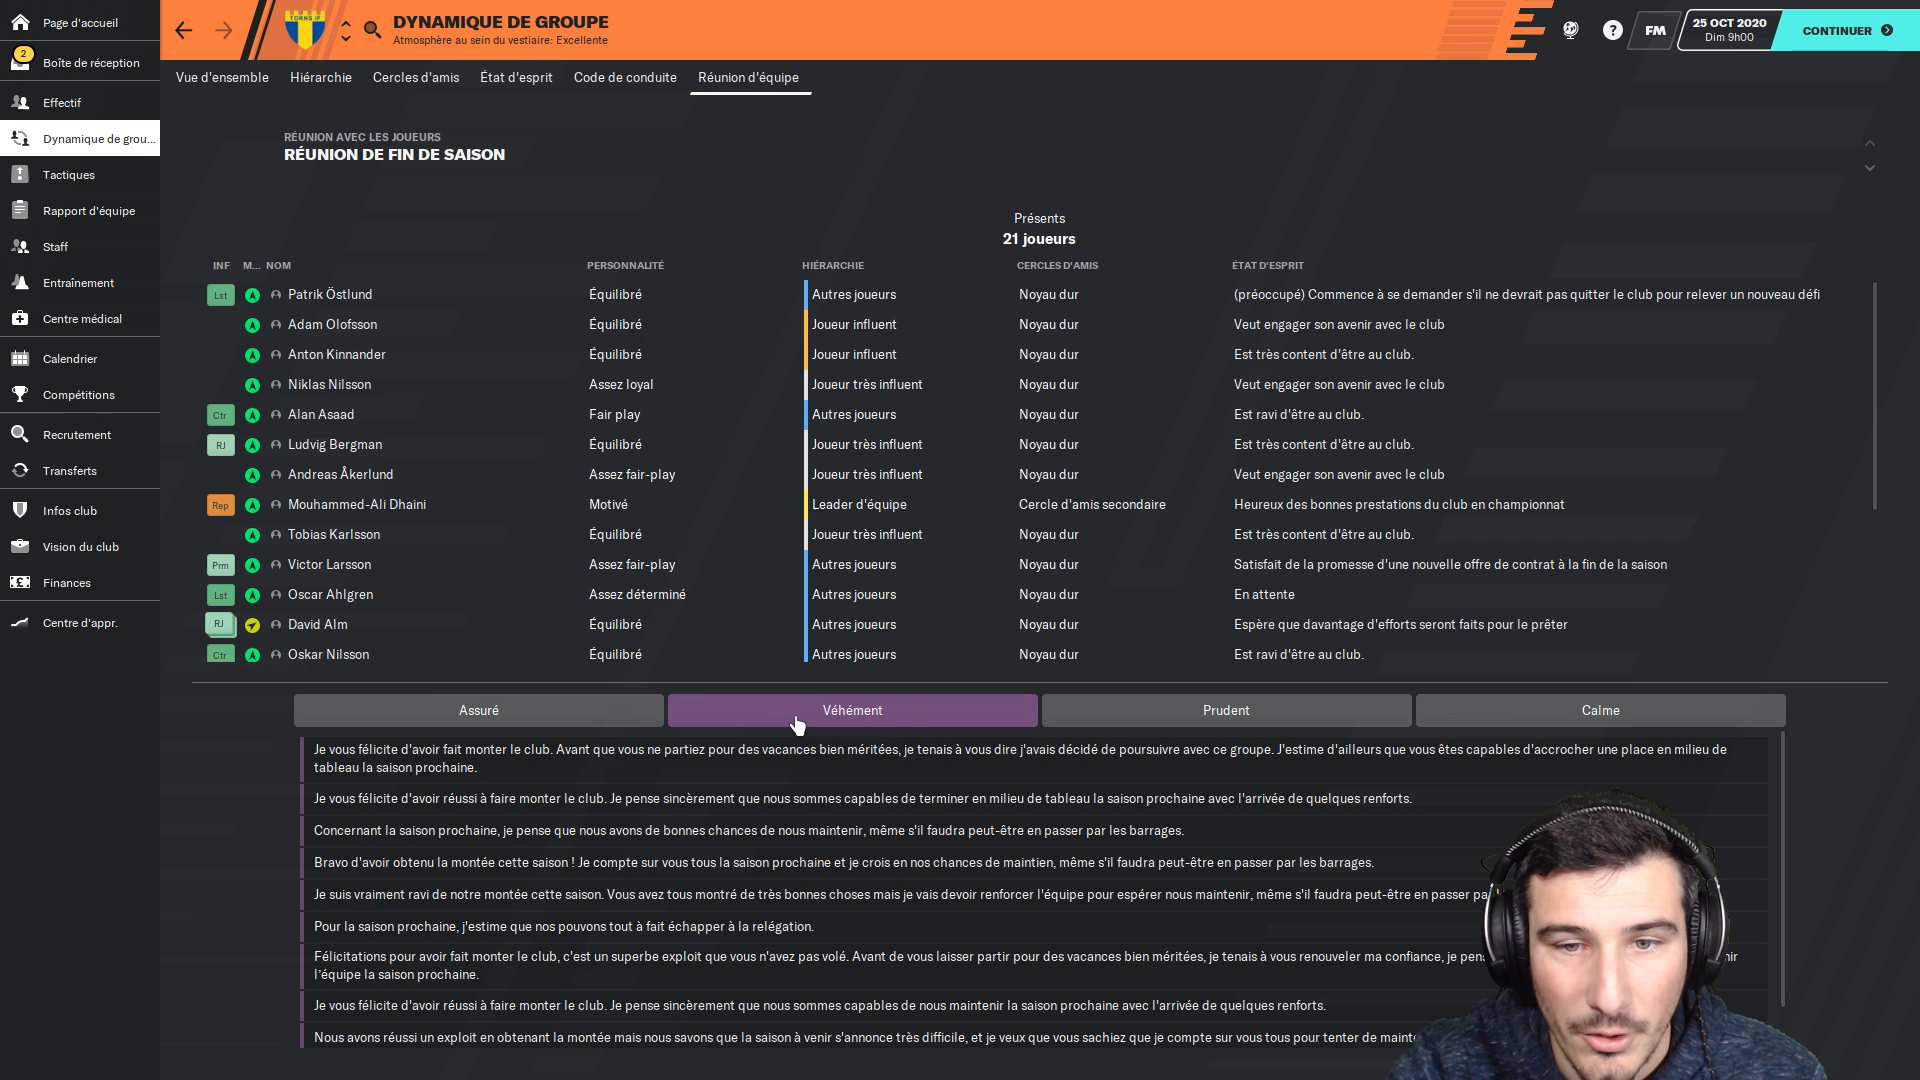 Page d'accueil
2
Boîte de réception
Effectif
Dynamique de grou...
Tactiques
Rapport d'équipe
Staff
Entraînement
Centre médical
Calendrier
Compétitions
Recrutement
Transferts
Infos club
Vision du club
Finances
Centre d'appr.
TORNS IF
DYNAMIQUE DE GROUPE
Atmosphère au sein du vestiaire: Excellente
?
FM
25 OCT 2020
Dim 9h00
CONTINUER
Vue d'ensemble Hiérarchie Cercles d'amis État d'esprit Code de conduite Réunion d'équipe
RÉUNION AVEC LES JOUEURS
RÉUNION DE FIN DE SAISON
Présents
21 joueurs
INF M... NOM PERSONNALITÉ HIÉRARCHIE CERCLES D'AMIS ÉTAT D'ESPRIT
Lst Patrik Östlund Équilibré Autres joueurs Noyau dur (préoccupé) Commence à se demander s'il ne devrait pas quitter le club pour relever un nouveau défi
Adam Olofsson Équilibré Joueur influent Noyau dur Veut engager son avenir avec le club
Anton Kinnander Équilibré Joueur influent Noyau dur Est très content d'être au club.
Niklas Nilsson Assez loyal Joueur très influent Noyau dur Veut engager son avenir avec le club
Ctr Alan Asaad Fair play Autres joueurs Noyau dur Est ravi d'être au club.
RJ Ludvig Bergman Équilibré Joueur très influent Noyau dur Est très content d'être au club.
Andreas Åkerlund Assez fair-play Joueur très influent Noyau dur Veut engager son avenir avec le club
Rep Mouhammed-Ali Dhaini Motivé Leader d'équipe Cercle d'amis secondaire Heureux des bonnes prestations du club en championnat
Tobias Karlsson Équilibré Joueur très influent Noyau dur Est très content d'être au club.
Prm Victor Larsson Assez fair-play Autres joueurs Noyau dur Satisfait de la promesse d'une nouvelle offre de contrat à la fin de la saison
Lst Oscar Ahlgren Assez déterminé Autres joueurs Noyau dur En attente
RJ David Alm Équilibré Autres joueurs Noyau dur Espère que davantage d'efforts seront faits pour le prêter
Ctr Oskar Nilsson Équilibré Autres joueurs Noyau dur Est ravi d'être au club.
Assuré Véhément Prudent Calme
Je vous félicite d'avoir fait monter le club. Avant que vous ne partiez pour des vacances bien méritées, je tenais à vous dire j'avais décidé de poursuivre avec ce groupe. J'estime d'ailleurs que vous êtes capables d'accrocher une place en milieu de
tableau la saison prochaine.
Je vous félicite d'avoir réussi à faire monter le club. Je pense sincèrement que nous sommes capables de terminer en milieu de tableau la saison prochaine avec l'arrivée de quelques renforts.
Concernant la saison prochaine, je pense que nous avons de bonnes chances de nous maintenir, même s'il faudra peut-être en passer par les barrages.
Bravo d'avoir obtenu la montée cette saison ! Je compte sur vous tous la saison prochaine et je crois en nos chances de maintien, même s'il faudra peut-être en passer par les barrages.
Je suis vraiment ravi de notre montée cette saison. Vous avez tous montré de très bonnes choses mais je vais devoir renforcer l'équipe pour espérer nous maintenir, même s'il faudra peut-être en passer pa
Pour la saison prochaine, j'estime que nos pouvons tout à fait échapper à la relégation.
Félicitations pour avoir fait monter le club, c'est un superbe exploit que vous n'avez pas volé. Avant de vous laisser partir pour des vacances bien méritées, je tenais à vous renouveler ma confiance, je pen ir
l'équipe la saison prochaine.
Je vous félicite d'avoir réussi à faire monter le club. Je pense sincèrement que nous sommes capables de nous maintenir la saison prochaine avec l'arrivée de quelques renforts.
Nous avons réussi un exploit en obtenant la montée mais nous savons que la saison à venir s'annonce très difficile, et je veux que vous sachiez que je compte sur vous tous pour tenter de maint